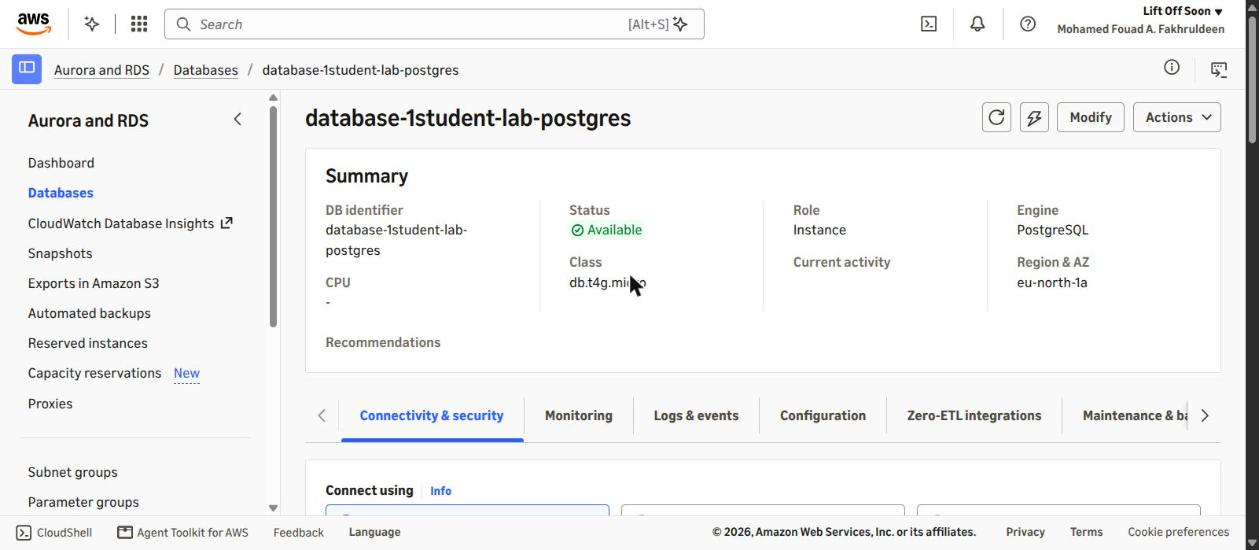 aws
Search [Alt+S]
Lift Off Soon
Mohamed Fouad A. Fakhruldeen
Aurora and RDS / Databases / database-1student-lab-postgres
Aurora and RDS
Dashboard
Databases
CloudWatch Database Insights
Snapshots
Exports in Amazon S3
Automated backups
Reserved instances
Capacity reservations New
Proxies
Subnet groups
Parameter groups
database-1student-lab-postgres
Modify
Actions
Summary
DB identifier
database-1student-lab-
postgres
CPU
-
Status
Available
Class
Role
Instance
Current activity
Engine
PostgreSQL
Region & AZ
eu-north-1a
Recommendations
Connectivity & security Monitoring Logs & events Configuration Zero-ETL integrations Maintenance &
Connect using Info
CloudShell Agent Toolkit for AWS Feedback Language © 2026, Amazon Web Services, Inc. or its affiliates. Privacy Terms Cookie preferences